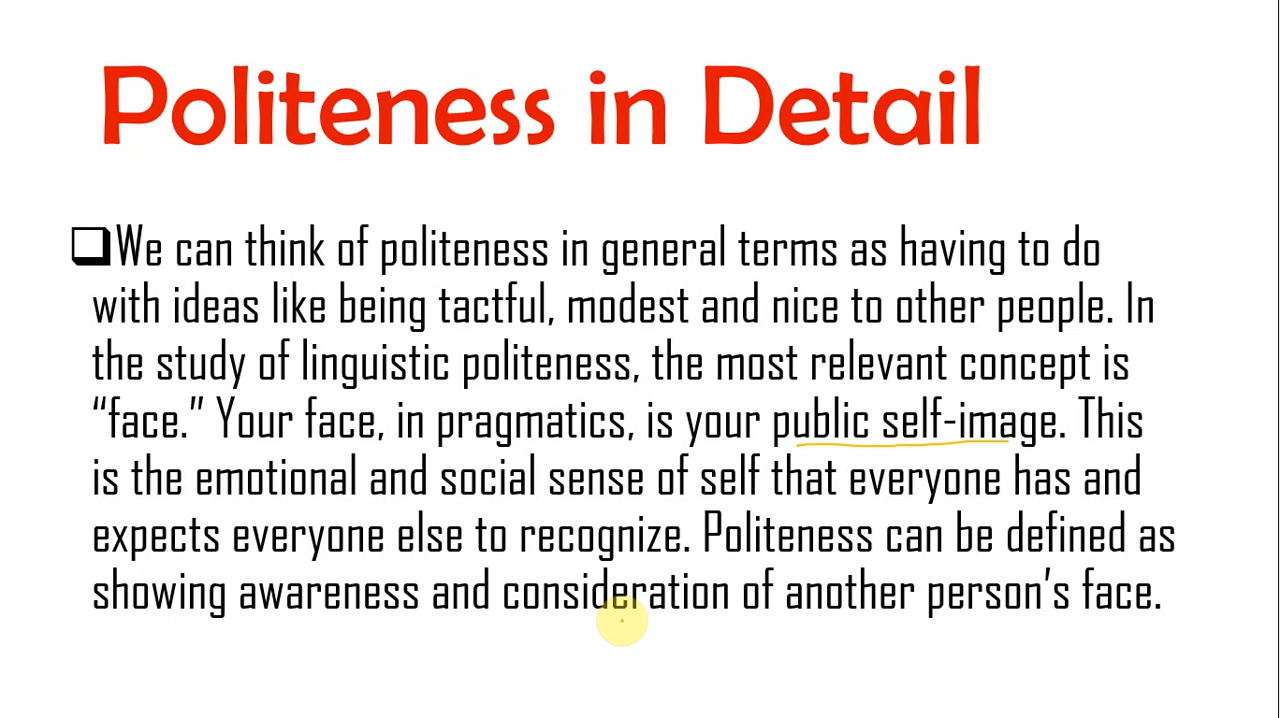 Politeness in Detail
❑We can think of politeness in general terms as having to do
with ideas like being tactful, modest and nice to other people. In
the study of linguistic politeness, the most relevant concept is
“face.” Your face, in pragmatics, is your public self-image. This
is the emotional and social sense of self that everyone has and
expects everyone else to recognize. Politeness can be defined as
showing awareness and consideration of another person’s face.